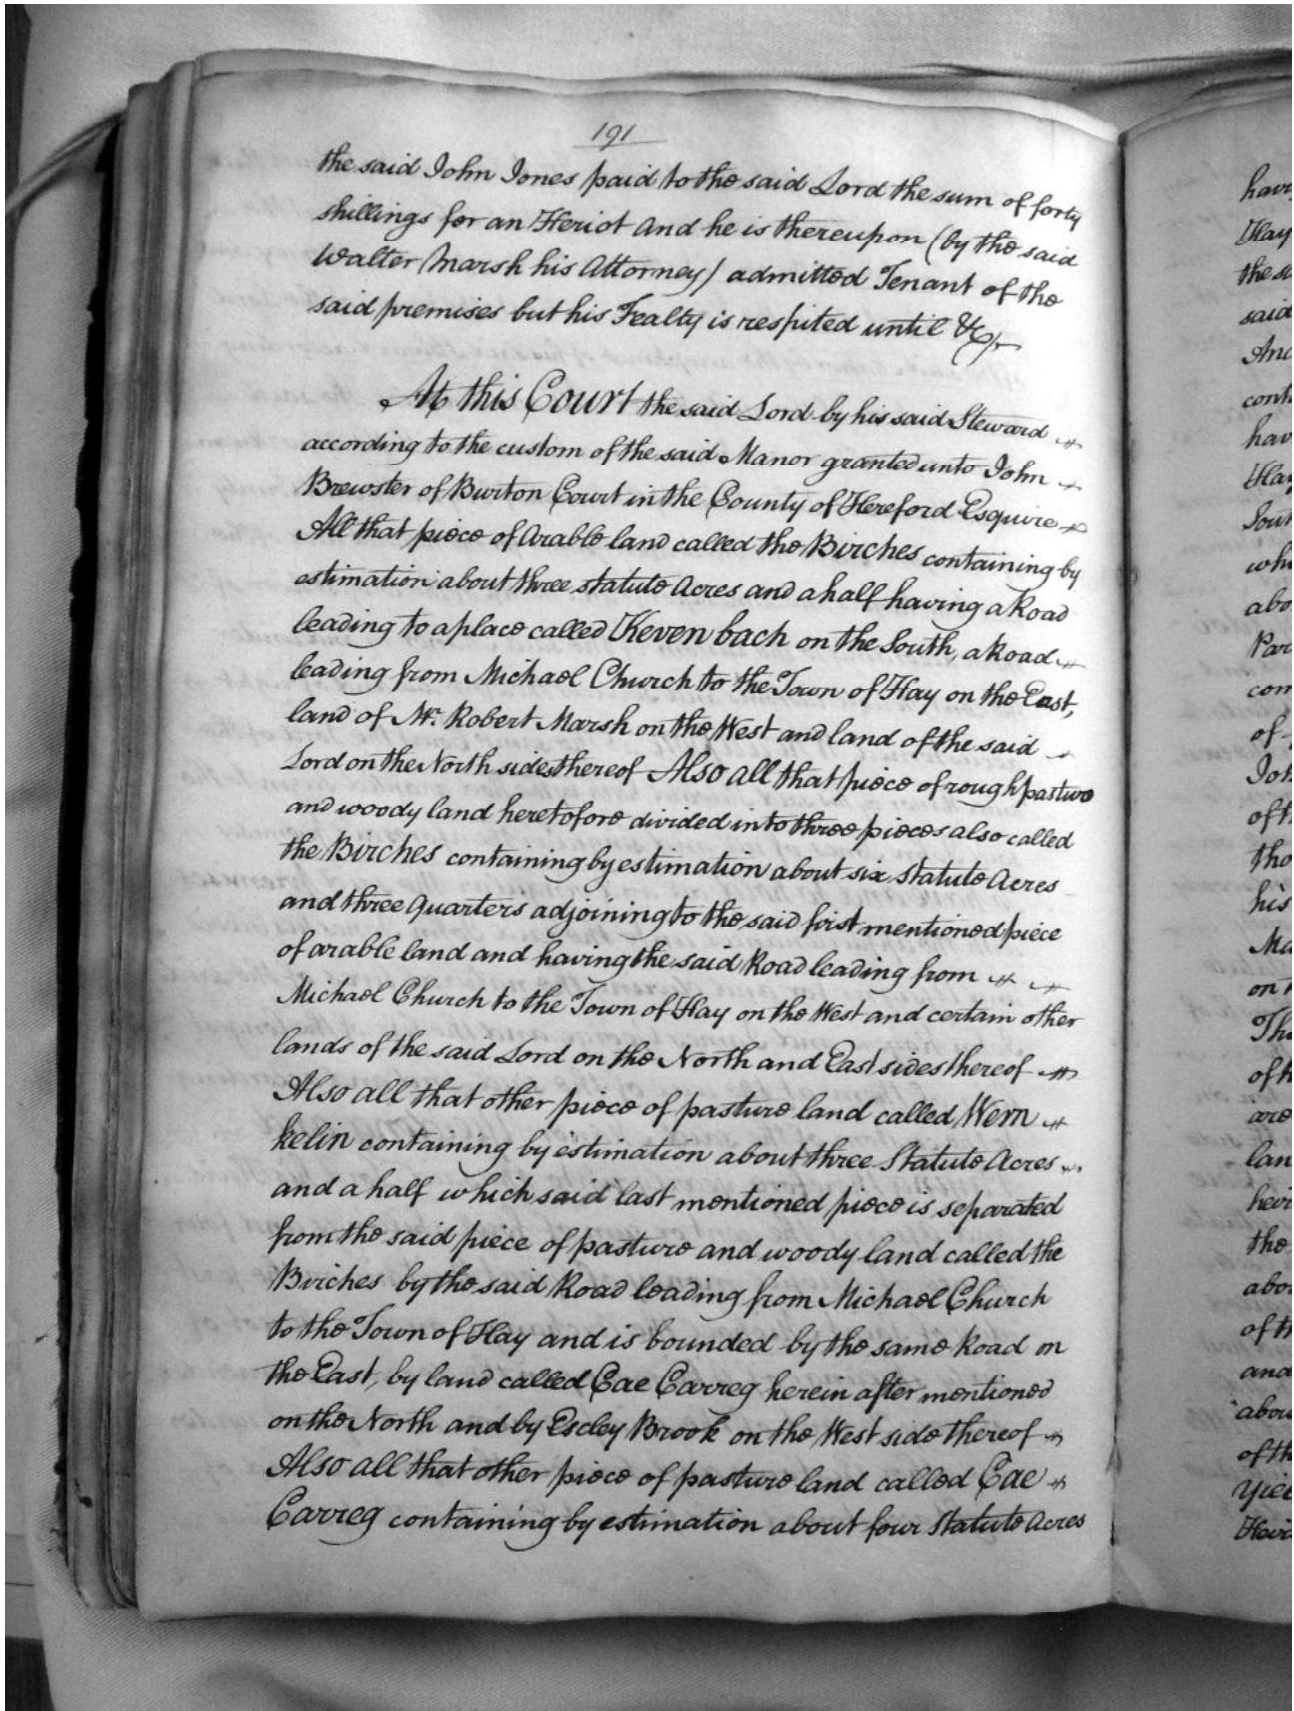 191
the said John Jones paid to the said Lord the sum of forty
shillings for an Heriot And he is thereupon (by the said
Walter Marsh his Attorney) admitted Tenant of the
said premises but his Fealty is respited until &c
At this Court the said Lord by his said Steward
according to the custom of the said Manor granted unto John
Brewster of Burton Court in the County of Hereford Esquire
All that piece of Arable land called the Birches containing by
estimation about three statute Acres and a half having a Road
leading to a place called Keven bach on the South, a Road
leading from Michael Church to the Town of Hay on the East,
land of Mr. Robert Marsh on the West and land of the said
Lord on the North sides thereof Also all that piece of rough pasture
and woody land heretofore divided into three pieces also called
the Birches containing by estimation about six statute Acres
and three Quarters adjoining to the said first mentioned piece
of arable land and having the said Road leading from
Michael Church to the Town of Hay on the West and certain other
lands of the said Lord on the North and East sides thereof
Also all that other piece of pasture land called Wern
kelin containing by estimation about three Statute Acres
and a half which said last mentioned piece is separated
from the said piece of pasture and woody land called the
Birches by the said Road leading from Michael Church
to the Town of Hay and is bounded by the same Road on
the East, by land called Cae Carreg herein after mentioned
on the North and by Escley Brook on the West side thereof
Also all that other piece of pasture land called Cae
Carreg containing by estimation about four Statute Acres